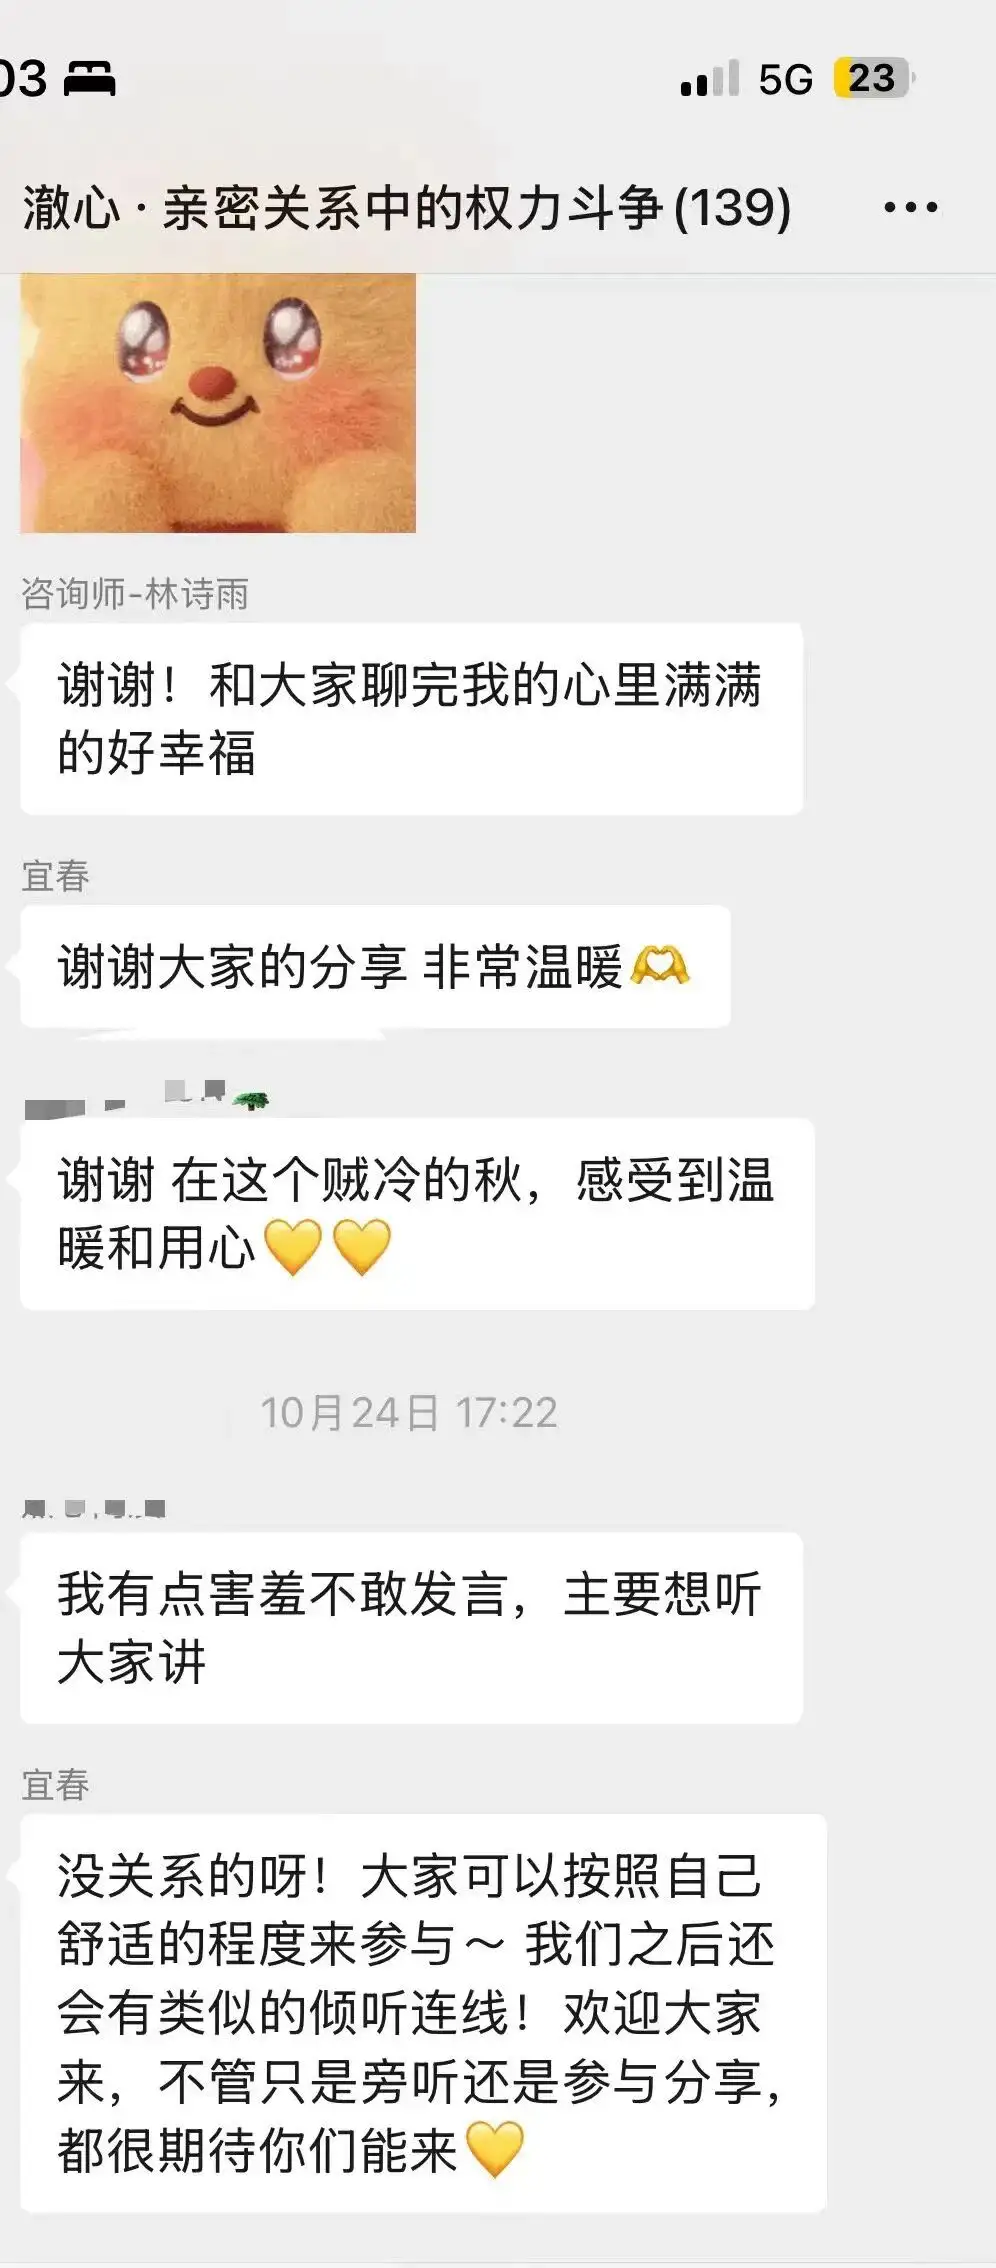 03
5G
23
澈心 · 亲密关系中的权力斗争(139)
咨询师-林诗雨
谢谢！和大家聊完我的心里满满
的好幸福
宜春
谢谢大家的分享 非常温暖🫶
谢谢 在这个贼冷的秋，感受到温
暖和用心💛💛
10月24日 17:22
我有点害羞不敢发言，主要想听
大家讲
宜春
没关系的呀！大家可以按照自己
舒适的程度来参与～ 我们之后还
会有类似的倾听连线！欢迎大家
来，不管只是旁听还是参与分享，
都很期待你们能来💛